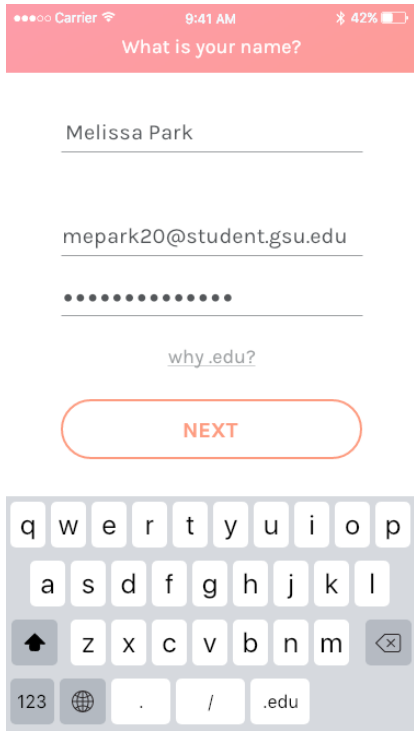 Carrier 9:41 AM 42%
What is your name?
Melissa Park
mepark20@student.gsu.edu
••••••••••••••
why .edu?
NEXT
q w e r t y u i o p
a s d f g h j k l
z x c v b n m
123 . / .edu